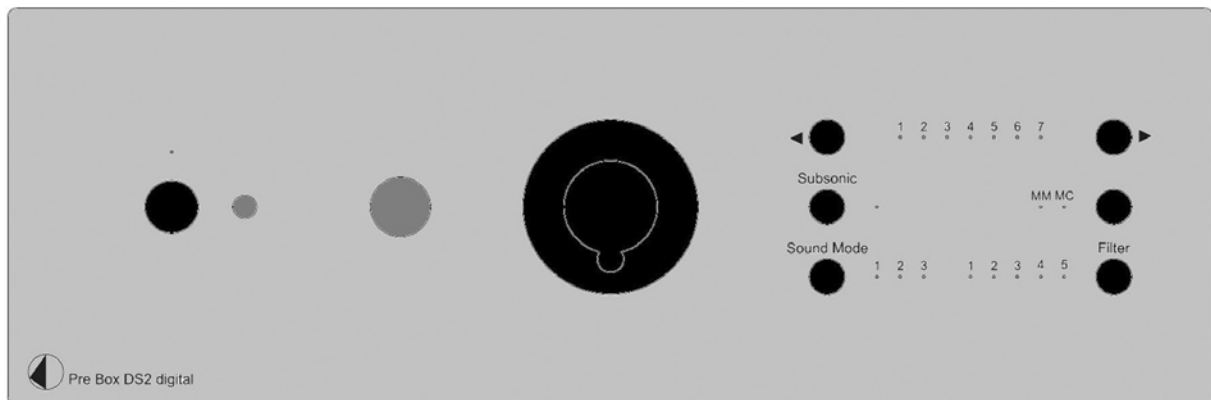 ◄ 1 2 3 4 5 6 7 ►
Subsonic MM MC
Sound Mode 1 2 3 1 2 3 4 5 Filter
Pre Box DS2 digital